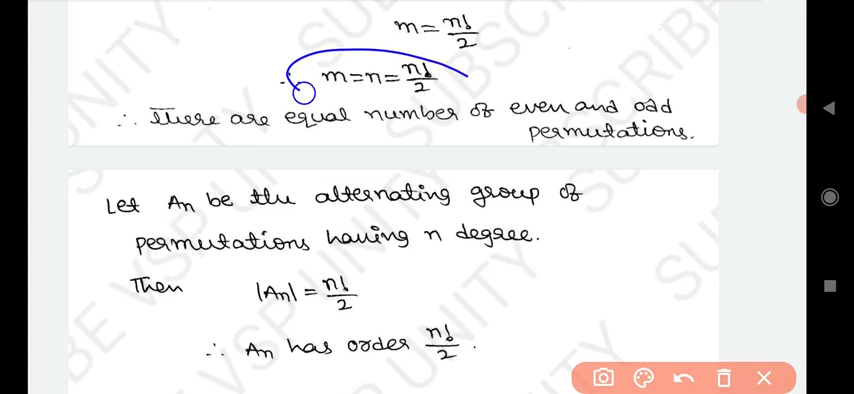 m = n!/2
∴ m = n = n!/2
∴ There are equal number of even and odd
permutations.
Let An be the alternating group of
permutations having n degree.
Then |An| = n!/2
∴ An has order n!/2.